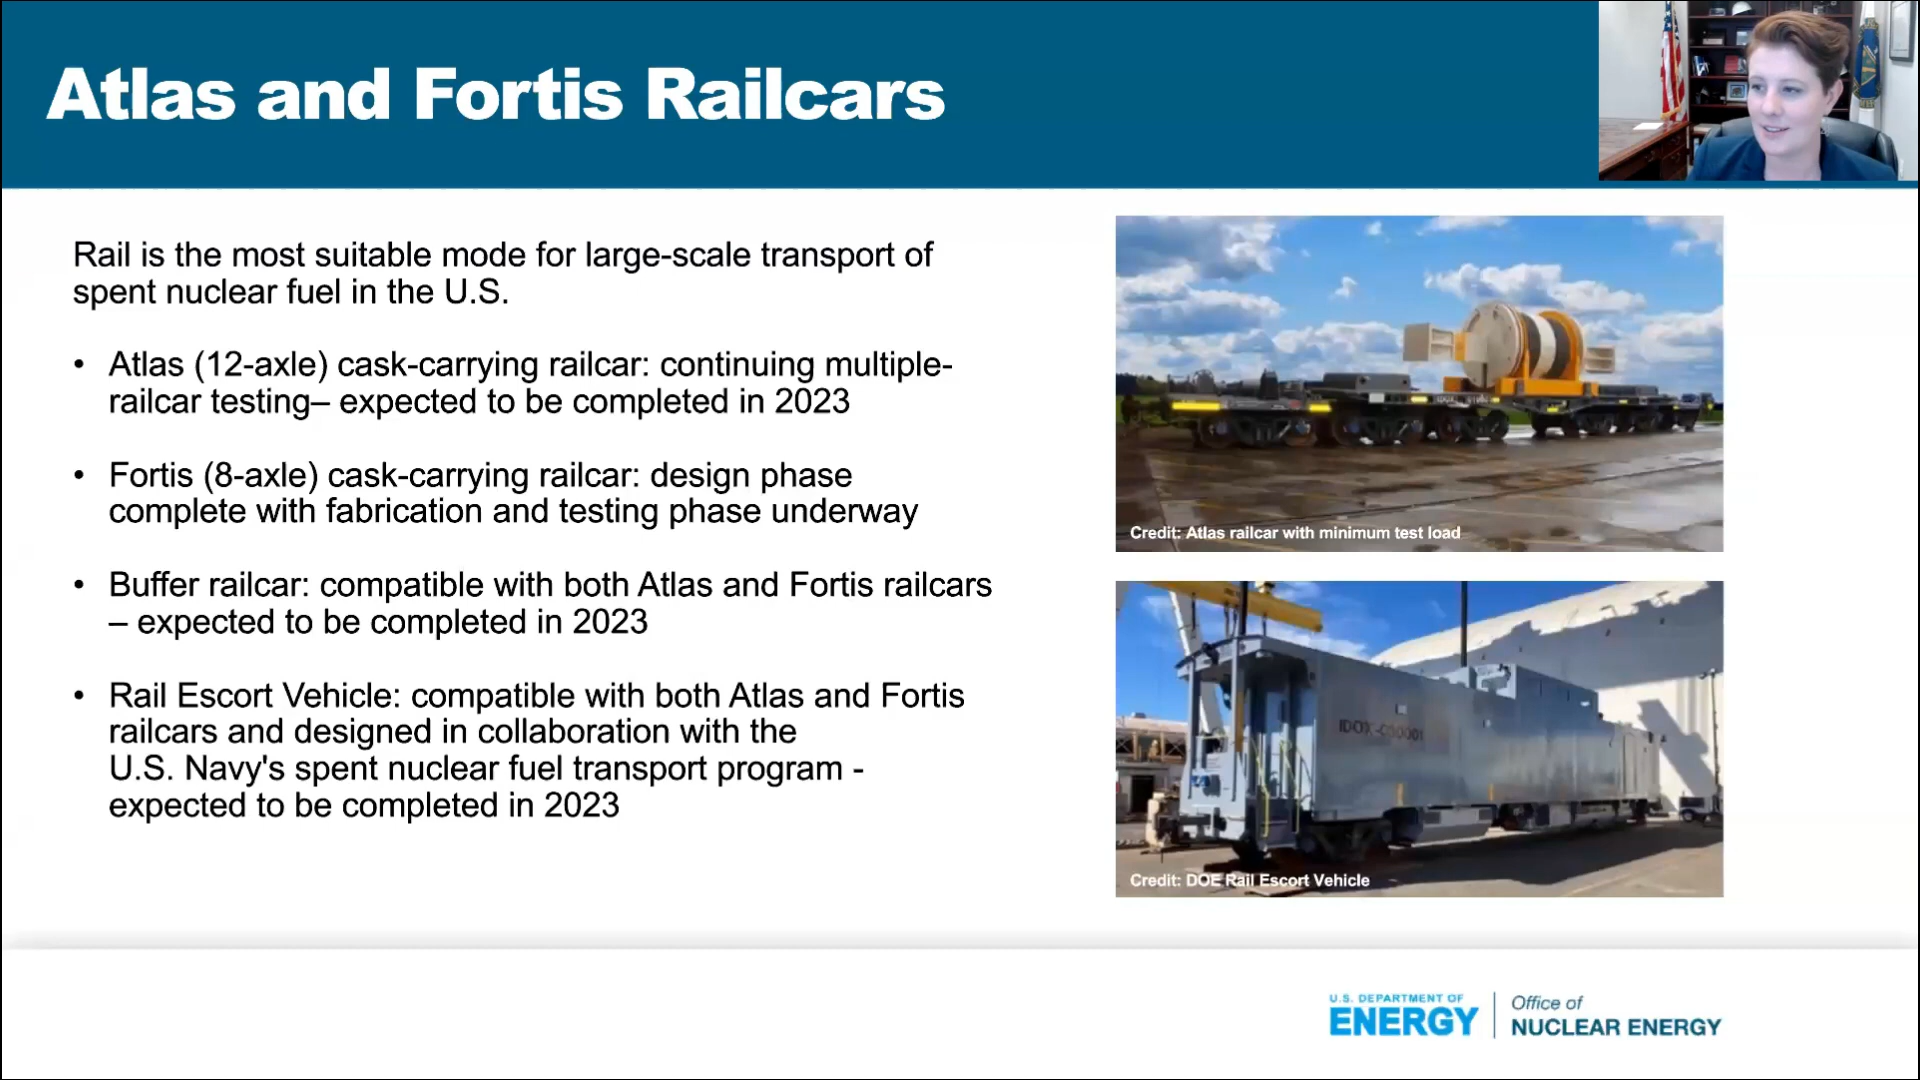 Atlas and Fortis Railcars
Rail is the most suitable mode for large-scale transport of
spent nuclear fuel in the U.S.
• Atlas (12-axle) cask-carrying railcar: continuing multiple-
railcar testing– expected to be completed in 2023
• Fortis (8-axle) cask-carrying railcar: design phase
complete with fabrication and testing phase underway
• Buffer railcar: compatible with both Atlas and Fortis railcars
– expected to be completed in 2023
• Rail Escort Vehicle: compatible with both Atlas and Fortis
railcars and designed in collaboration with the
U.S. Navy's spent nuclear fuel transport program -
expected to be completed in 2023
Credit: Atlas railcar with minimum test load
IDOX-000001
Credit: DOE Rail Escort Vehicle
U.S. DEPARTMENT OF
ENERGY
Office of
NUCLEAR ENERGY